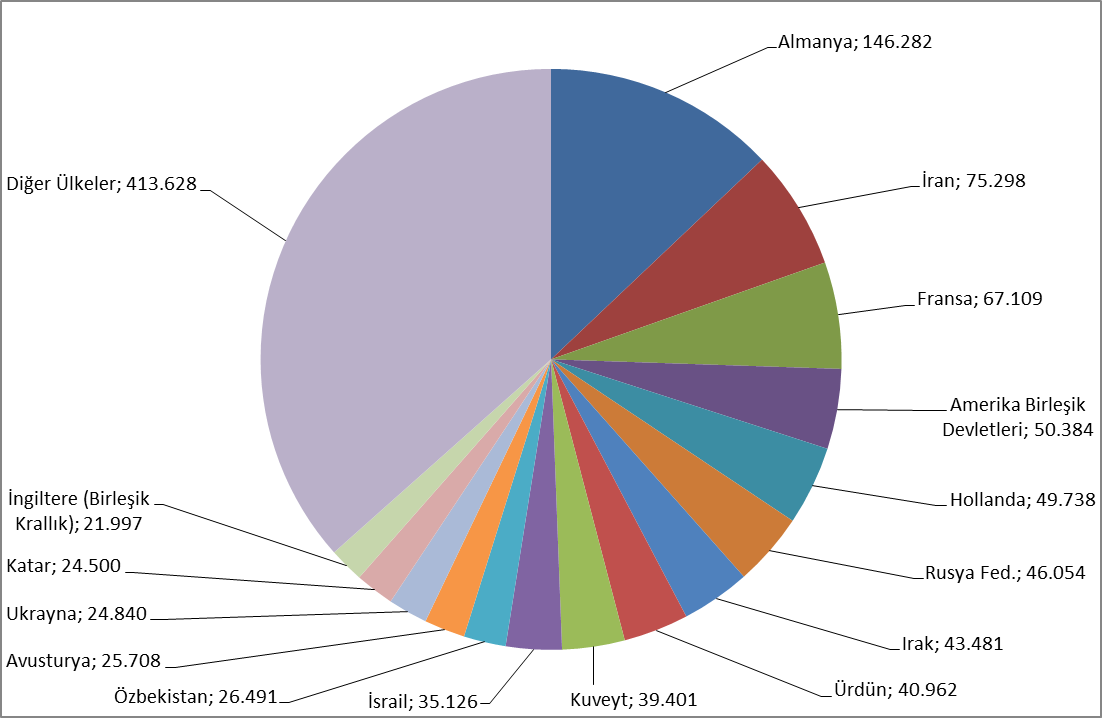 Almanya; 146.282
İran; 75.298
Fransa; 67.109
Amerika Birleşik
Devletleri; 50.384
Hollanda; 49.738
Rusya Fed.; 46.054
Irak; 43.481
Ürdün; 40.962
Kuveyt; 39.401
İsrail; 35.126
Özbekistan; 26.491
Avusturya; 25.708
Ukrayna; 24.840
Katar; 24.500
İngiltere (Birleşik
Krallık); 21.997
Diğer Ülkeler; 413.628